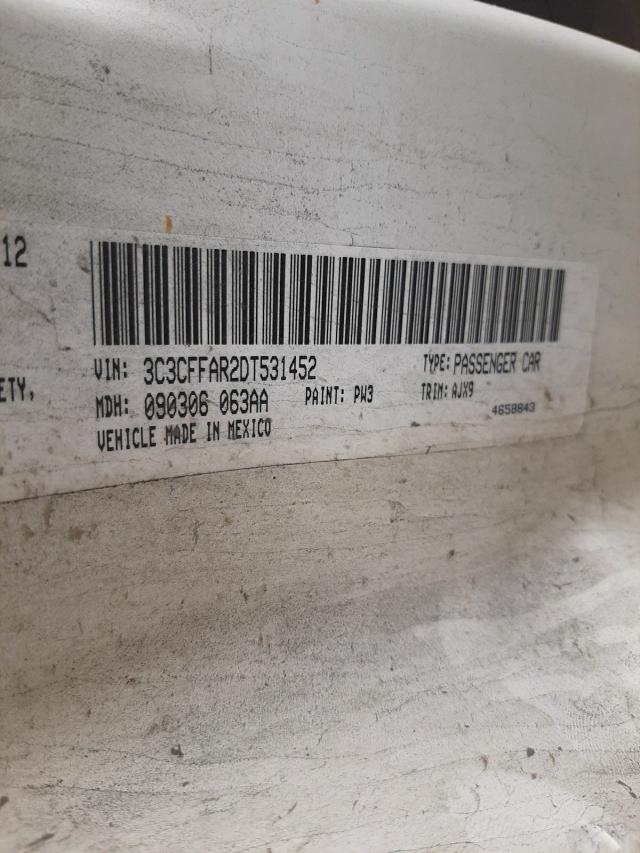 12
ETY,
VIN: 3C3CFFAR2DT531452 TYPE: PASSENGER CAR
MDH: 090306 063AA PAINT: PW3 TRIM: AJX9
VEHICLE MADE IN MEXICO 4658843